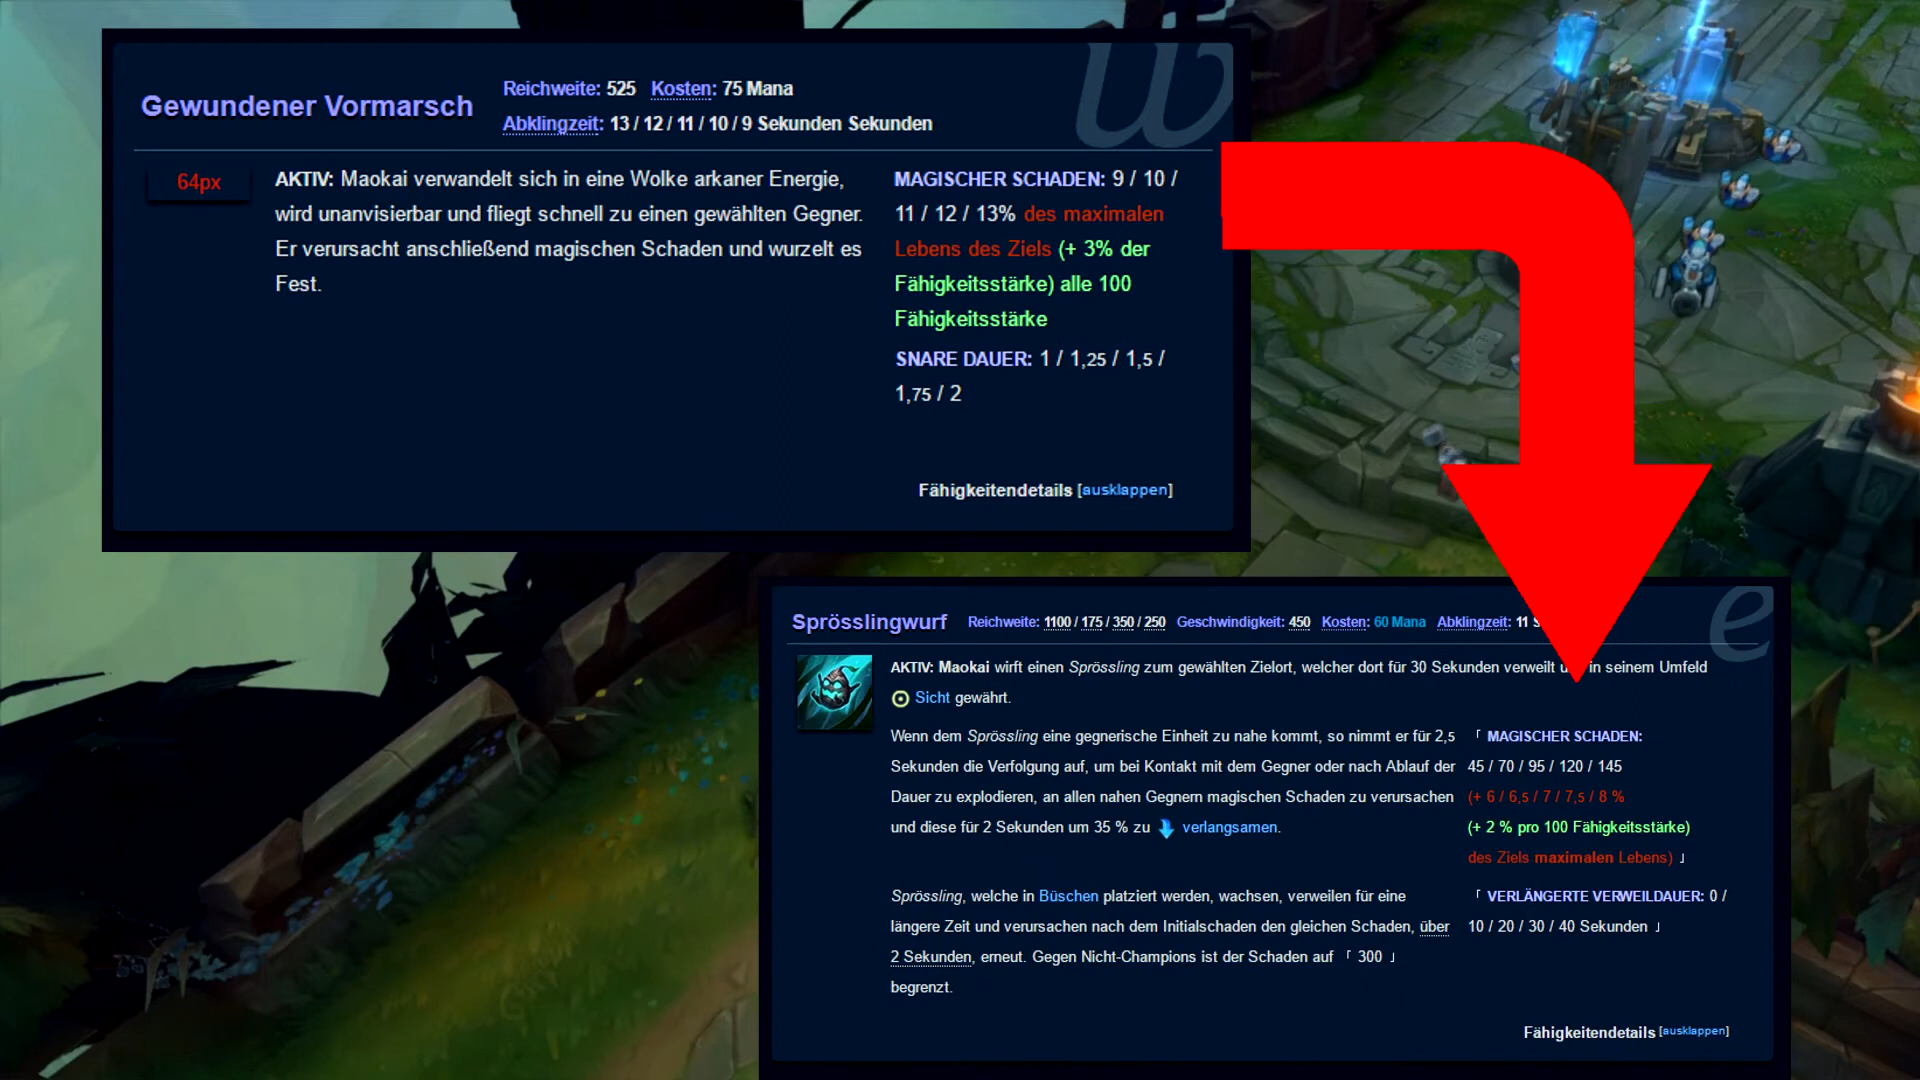 w
Gewundener Vormarsch
Reichweite: 525 Kosten: 75 Mana
Abklingzeit: 13 / 12 / 11 / 10 / 9 Sekunden Sekunden
64px
AKTIV: Maokai verwandelt sich in eine Wolke arkaner Energie,
wird unanvisierbar und fliegt schnell zu einen gewählten Gegner.
Er verursacht anschließend magischen Schaden und wurzelt es
Fest.
MAGISCHER SCHADEN: 9 / 10 /
11 / 12 / 13% des maximalen
Lebens des Ziels (+ 3% der
Fähigkeitsstärke) alle 100
Fähigkeitsstärke
SNARE DAUER: 1 / 1,25 / 1,5 /
1,75 / 2
Fähigkeitendetails [ausklappen]
e
Sprösslingwurf
Reichweite: 1100 / 175 / 350 / 250 Geschwindigkeit: 450 Kosten: 60 Mana Abklingzeit: 11
AKTIV: Maokai wirft einen Sprössling zum gewählten Zielort, welcher dort für 30 Sekunden verweilt in seinem Umfeld
Sicht gewährt.
Wenn dem Sprössling eine gegnerische Einheit zu nahe kommt, so nimmt er für 2,5
Sekunden die Verfolgung auf, um bei Kontakt mit dem Gegner oder nach Ablauf der
Dauer zu explodieren, an allen nahen Gegnern magischen Schaden zu verursachen
und diese für 2 Sekunden um 35 % zu verlangsamen.
「 MAGISCHER SCHADEN:
45 / 70 / 95 / 120 / 145
(+ 6 / 6,5 / 7 / 7,5 / 8 %
(+ 2 % pro 100 Fähigkeitsstärke)
des Ziels maximalen Lebens) 」
Sprössling, welche in Büschen platziert werden, wachsen, verweilen für eine
längere Zeit und verursachen nach dem Initialschaden den gleichen Schaden, über
2 Sekunden, erneut. Gegen Nicht-Champions ist der Schaden auf 「 300 」
begrenzt.
「 VERLÄNGERTE VERWEILDAUER: 0 /
10 / 20 / 30 / 40 Sekunden 」
Fähigkeitendetails [ausklappen]